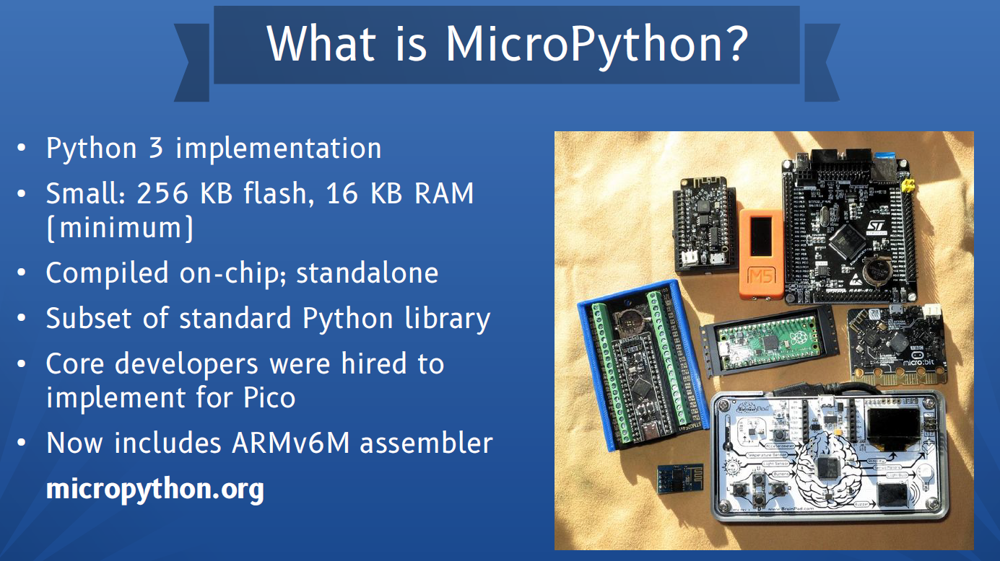 What is MicroPython?
• Python 3 implementation
• Small: 256 KB flash, 16 KB RAM
(minimum)
• Compiled on-chip; standalone
• Subset of standard Python library
• Core developers were hired to
implement for Pico
• Now includes ARMv6M assembler
micropython.org
ST
M5
micro:bit
Accelerometer
Temperature Sensor
Light Sensor
Buttons
Display
Servo Motors
Light Bulb
Buzzer
www.BrainPad.com